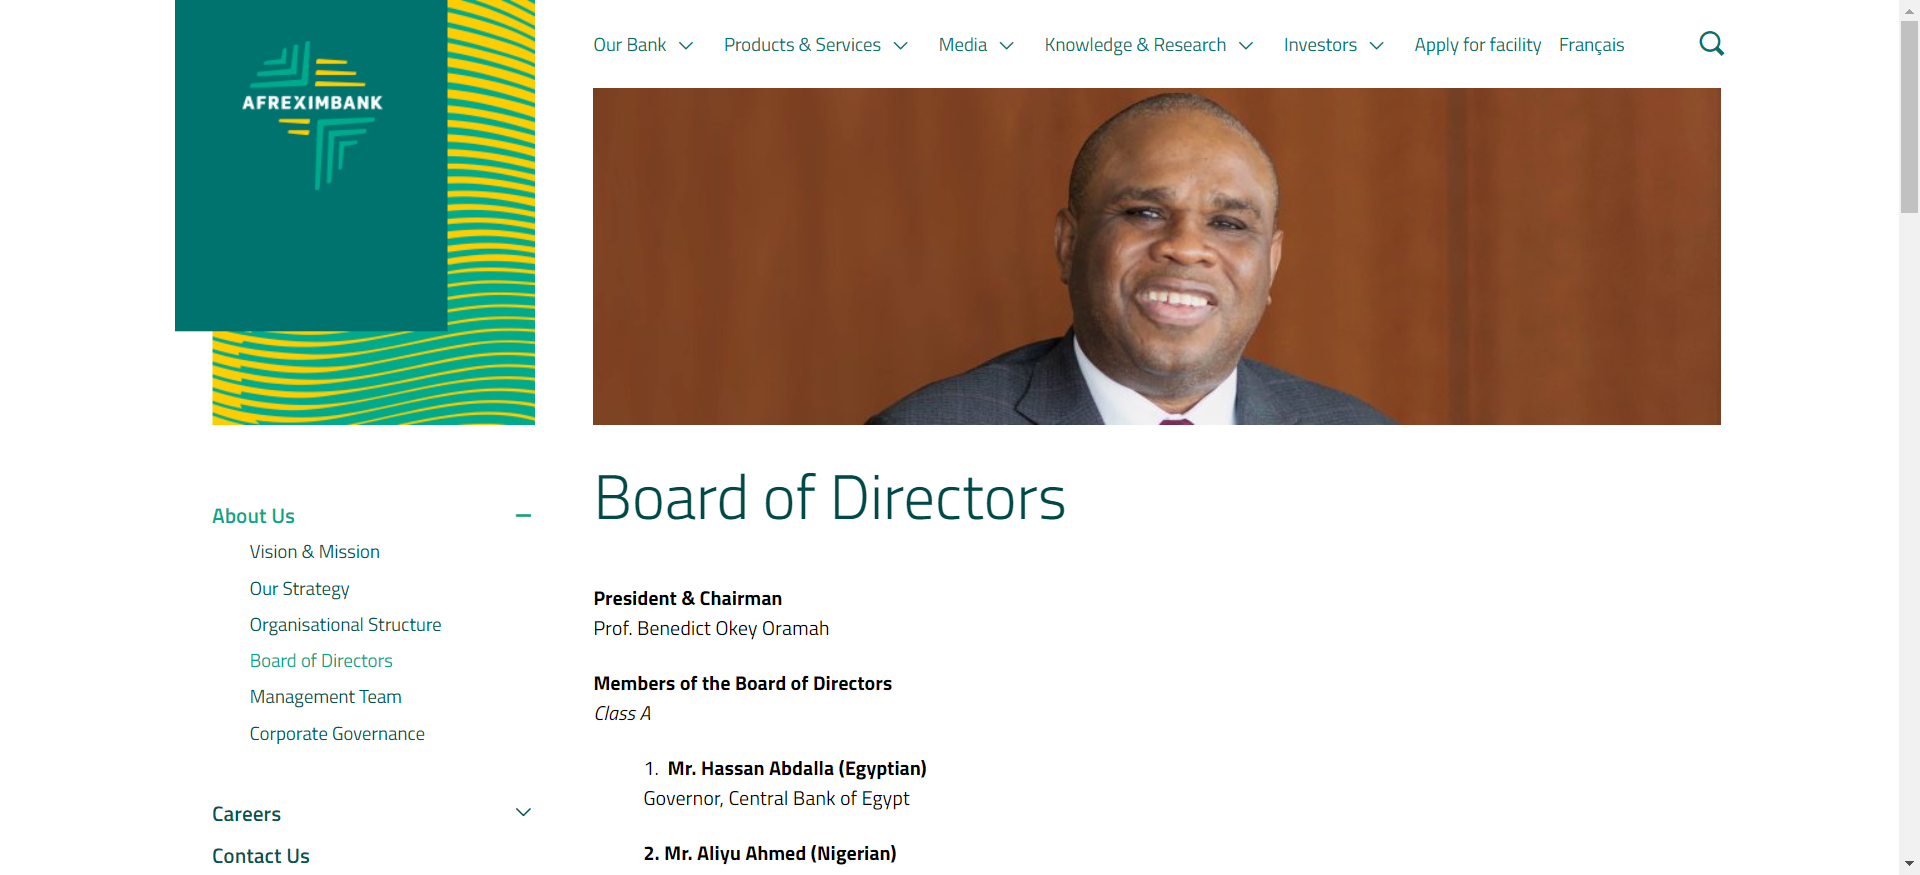 AFREXIMBANK
Our Bank Products & Services Media Knowledge & Research Investors Apply for facility Français
Board of Directors
About Us
Vision & Mission
Our Strategy
Organisational Structure
Board of Directors
Management Team
Corporate Governance
Careers
Contact Us
President & Chairman
Prof. Benedict Okey Oramah
Members of the Board of Directors
Class A
1. Mr. Hassan Abdalla (Egyptian)
Governor, Central Bank of Egypt
2. Mr. Aliyu Ahmed (Nigerian)